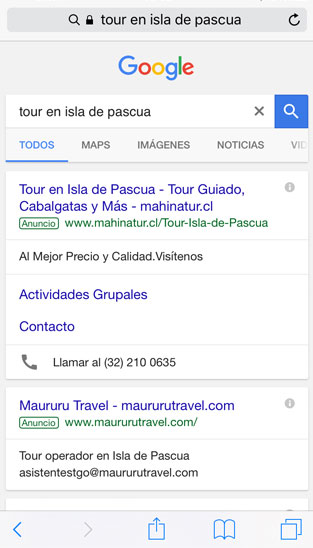 tour en isla de pascua
Google
tour en isla de pascua
TODOS MAPS IMÁGENES NOTICIAS VID
Tour en Isla de Pascua - Tour Guiado,
Cabalgatas y Más - mahinatur.cl
Anuncio www.mahinatur.cl/Tour-Isla-de-Pascua
Al Mejor Precio y Calidad.Visítenos
Actividades Grupales
Contacto
Llamar al (32) 210 0635
Maururu Travel - maururutravel.com
Anuncio www.maururutravel.com/
Tour operador en Isla de Pascua
asistentestgo@maururutravel.com